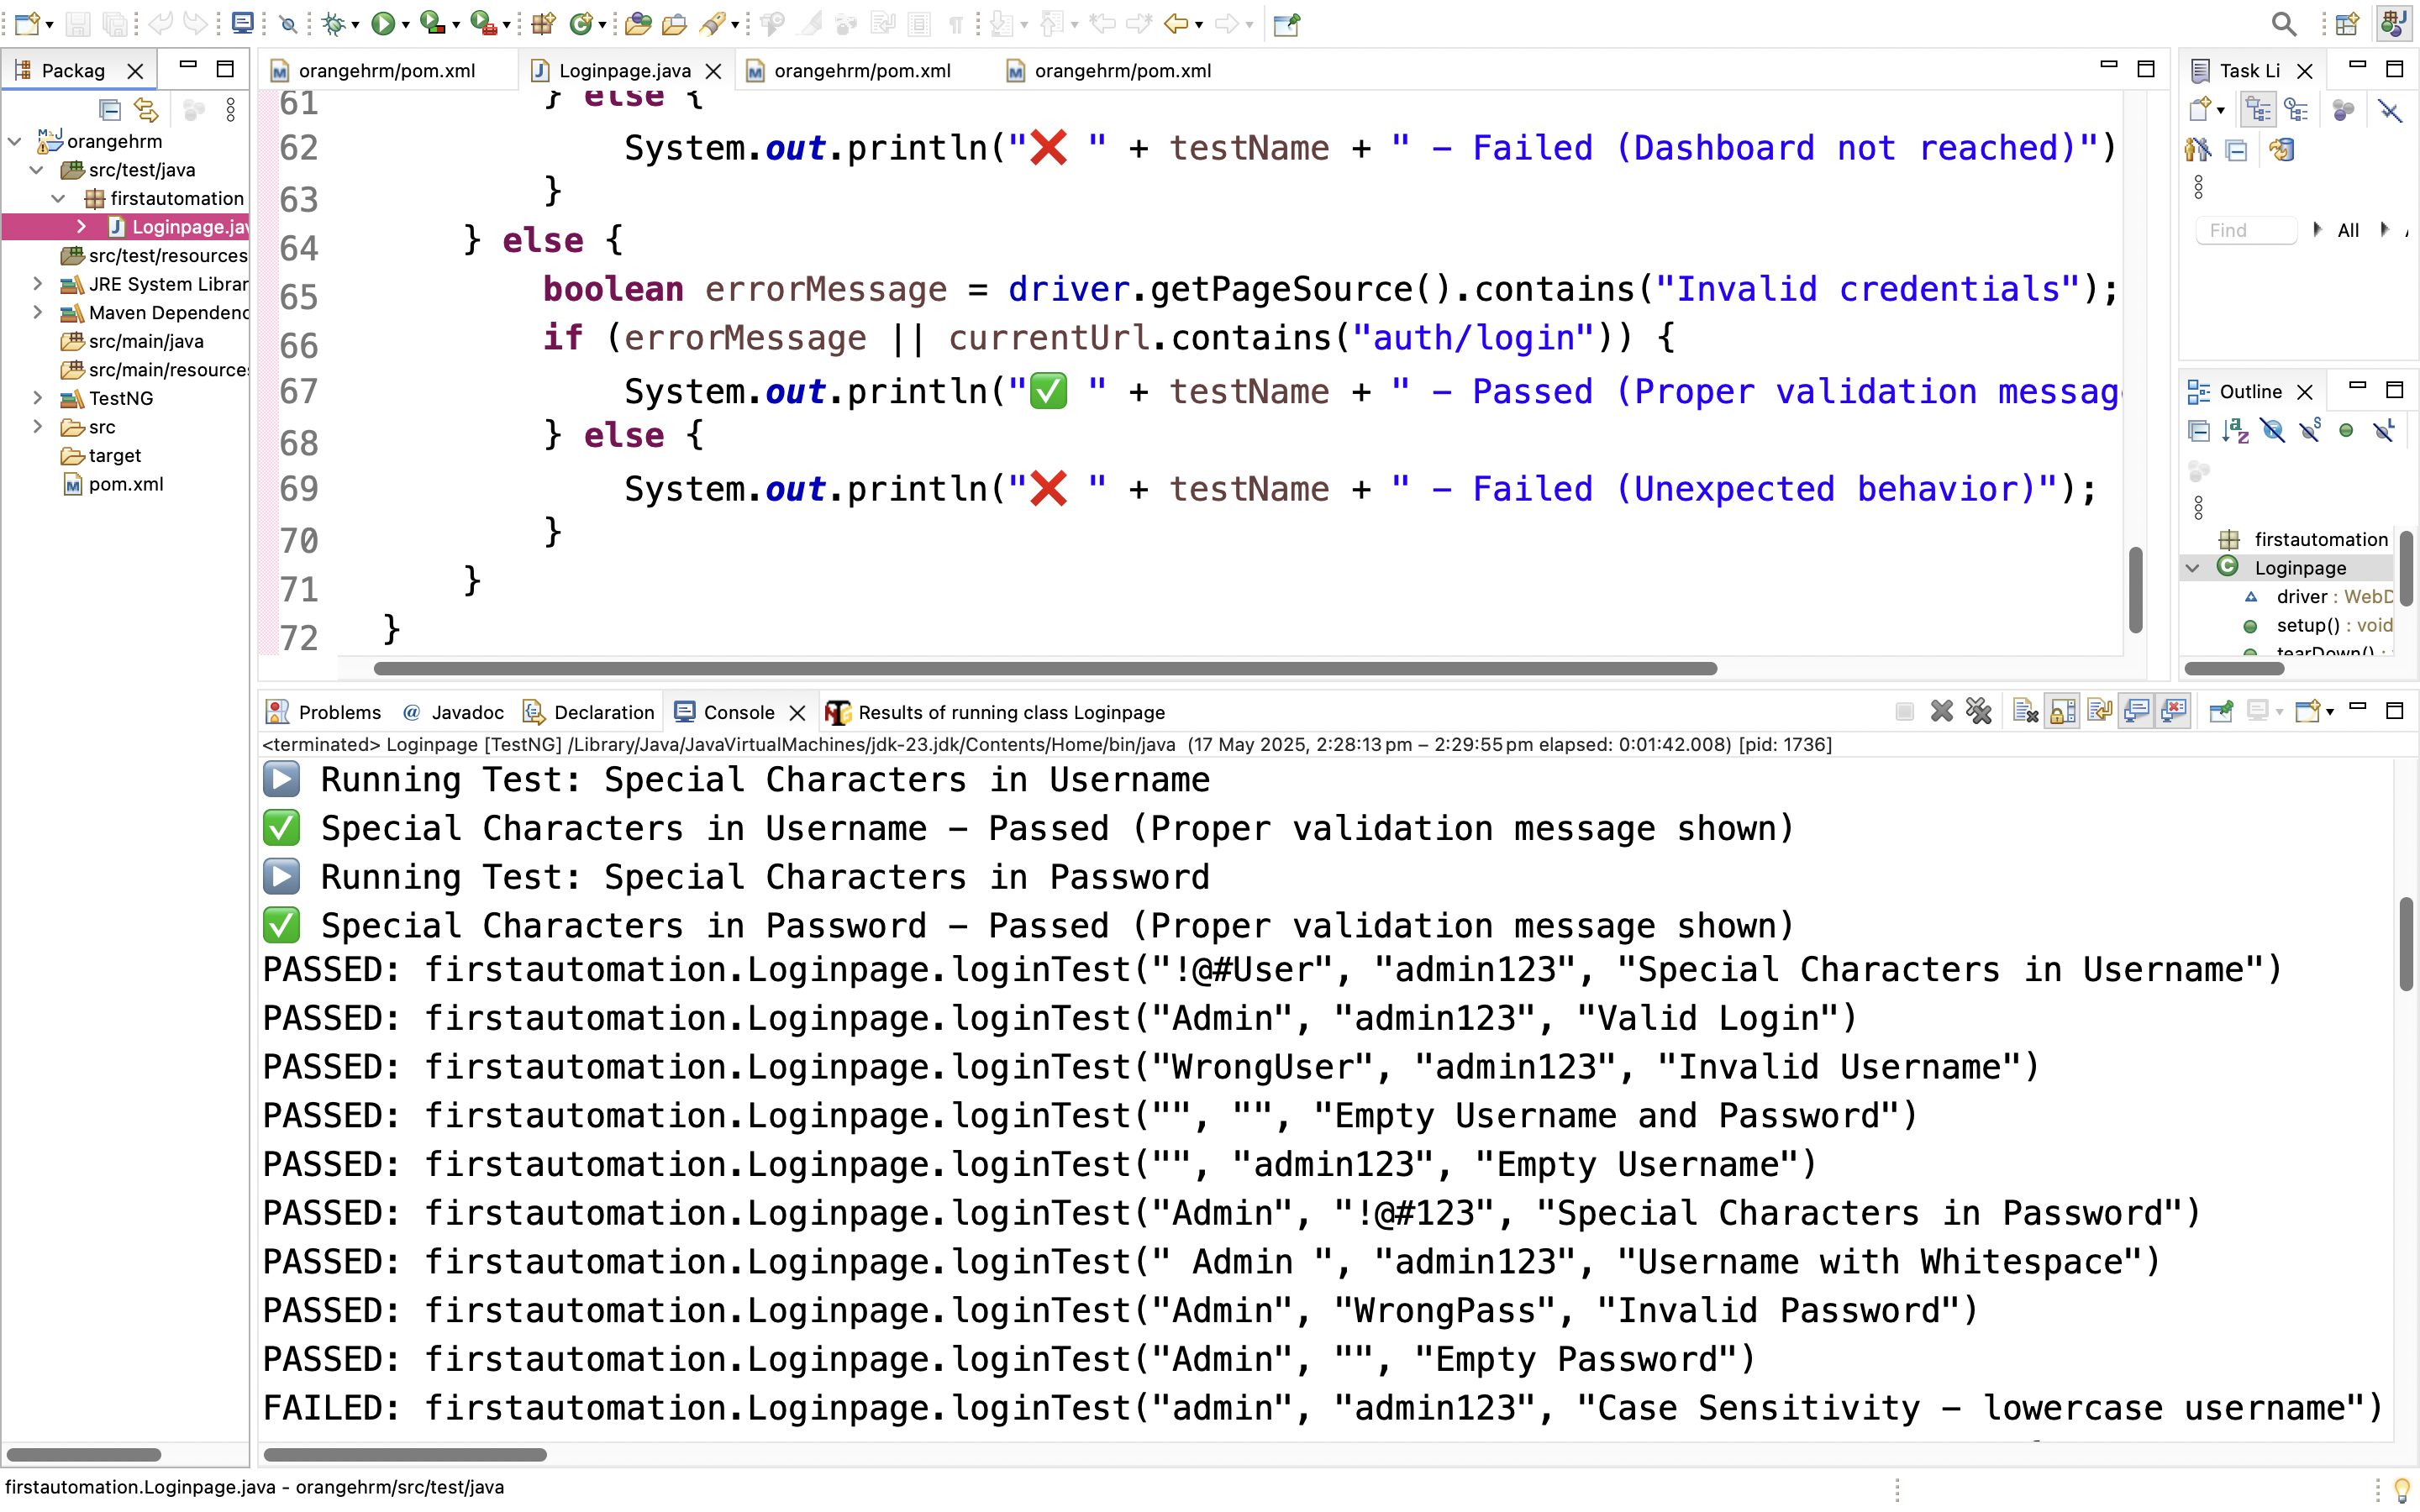 Packag
orangehrm/pom.xml
Loginpage.java
orangehrm/pom.xml
orangehrm/pom.xml
Task Li
orangehrm
src/test/java
firstautomation
Loginpage.jav
src/test/resources
JRE System Librar
Maven Dependenc
src/main/java
src/main/resource
TestNG
src
target
pom.xml
61 } else {
62 System.out.println("❌ " + testName + " – Failed (Dashboard not reached)")
63 }
64 } else {
65 boolean errorMessage = driver.getPageSource().contains("Invalid credentials");
66 if (errorMessage || currentUrl.contains("auth/login")) {
67 System.out.println("✅ " + testName + " – Passed (Proper validation messag
68 } else {
69 System.out.println("❌ " + testName + " – Failed (Unexpected behavior)");
70 }
71 }
72 }
Find
All
Outline
firstautomation
Loginpage
driver : WebD
setup() : void
tearDown() :
Problems
@ Javadoc
Declaration
Console
Results of running class Loginpage
<terminated> Loginpage [TestNG] /Library/Java/JavaVirtualMachines/jdk-23.jdk/Contents/Home/bin/java (17 May 2025, 2:28:13 pm – 2:29:55 pm elapsed: 0:01:42.008) [pid: 1736]
▶️ Running Test: Special Characters in Username
✅ Special Characters in Username – Passed (Proper validation message shown)
▶️ Running Test: Special Characters in Password
✅ Special Characters in Password – Passed (Proper validation message shown)
PASSED: firstautomation.Loginpage.loginTest("!@#User", "admin123", "Special Characters in Username")
PASSED: firstautomation.Loginpage.loginTest("Admin", "admin123", "Valid Login")
PASSED: firstautomation.Loginpage.loginTest("WrongUser", "admin123", "Invalid Username")
PASSED: firstautomation.Loginpage.loginTest("", "", "Empty Username and Password")
PASSED: firstautomation.Loginpage.loginTest("", "admin123", "Empty Username")
PASSED: firstautomation.Loginpage.loginTest("Admin", "!@#123", "Special Characters in Password")
PASSED: firstautomation.Loginpage.loginTest(" Admin ", "admin123", "Username with Whitespace")
PASSED: firstautomation.Loginpage.loginTest("Admin", "WrongPass", "Invalid Password")
PASSED: firstautomation.Loginpage.loginTest("Admin", "", "Empty Password")
FAILED: firstautomation.Loginpage.loginTest("admin", "admin123", "Case Sensitivity – lowercase username")
firstautomation.Loginpage.java - orangehrm/src/test/java